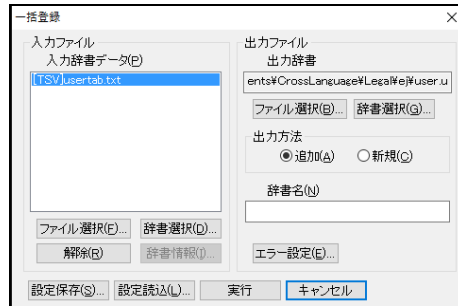 一括登録
入力ファイル
入力辞書データ(P)
[TSV]usertab.txt
ファイル選択(F)... 辞書選択(D)...
解除(R) 辞書情報(I)...
出力ファイル
出力辞書
ents¥CrossLanguage¥Legal¥ej¥user.u
ファイル選択(B)... 辞書選択(G)...
出力方法
追加(A) 新規(C)
辞書名(N)
エラー設定(E)...
設定保存(S)... 設定読込(L)... 実行 キャンセル